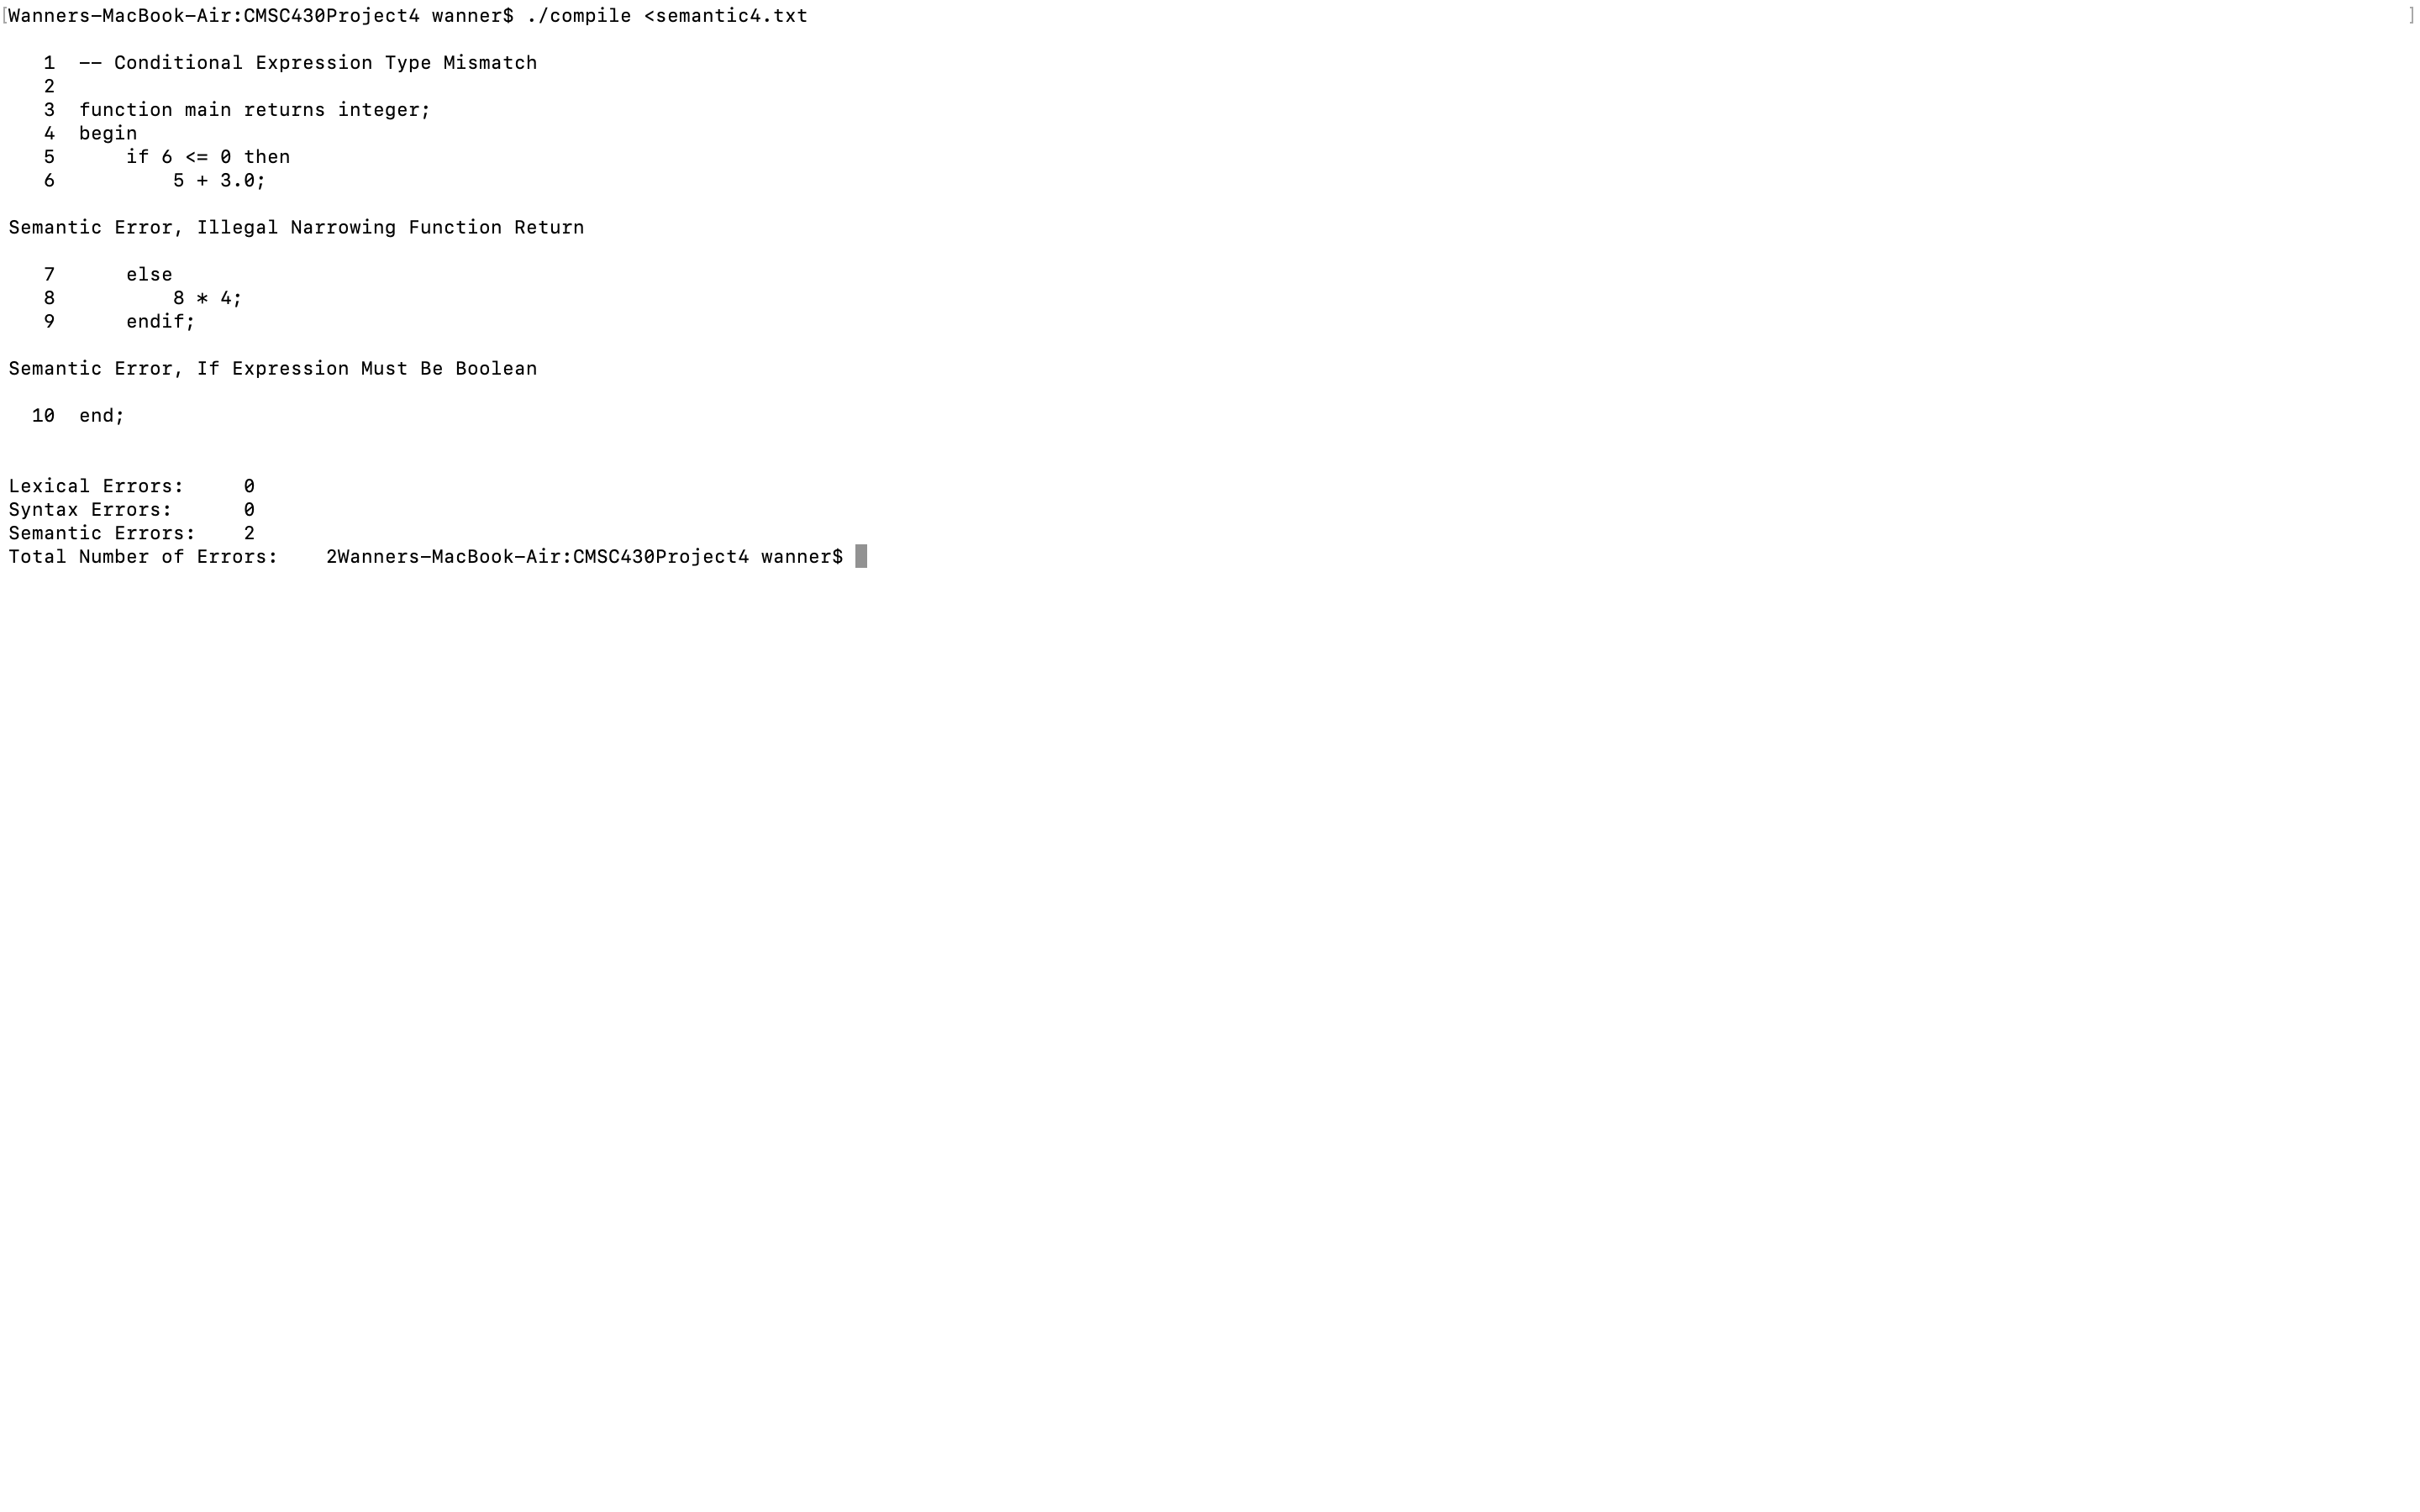 [Wanners-MacBook-Air:CMSC430Project4 wanner$ ./compile <semantic4.txt ]
1 -- Conditional Expression Type Mismatch
2
3 function main returns integer;
4 begin
5 if 6 <= 0 then
6 5 + 3.0;
Semantic Error, Illegal Narrowing Function Return
7 else
8 8 * 4;
9 endif;
Semantic Error, If Expression Must Be Boolean
10 end;
Lexical Errors: 0
Syntax Errors: 0
Semantic Errors: 2
Total Number of Errors: 2Wanners-MacBook-Air:CMSC430Project4 wanner$